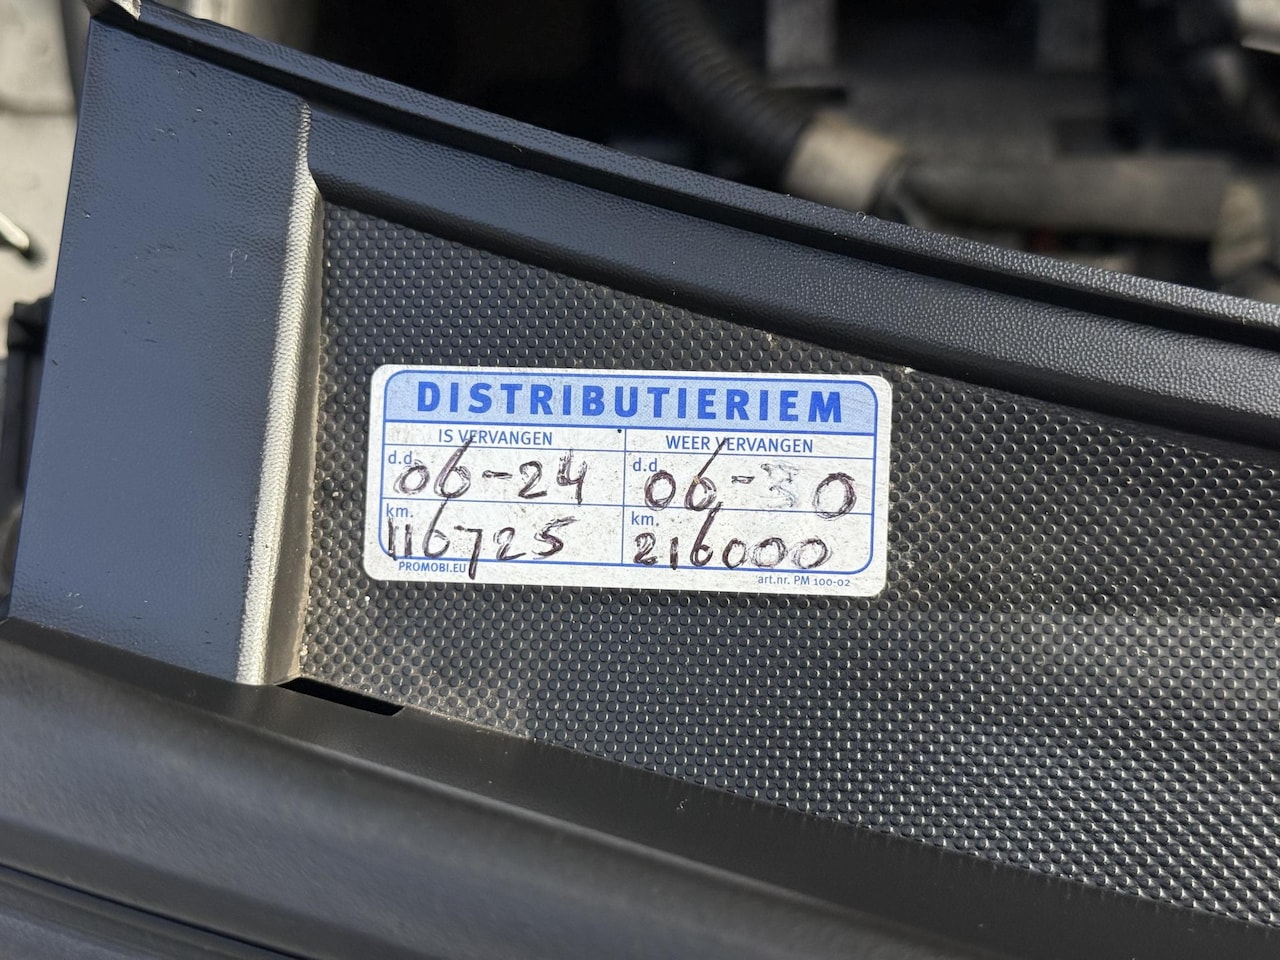 DISTRIBUTIERIEM
IS VERVANGEN WEER VERVANGEN
d.d. 06-24 d.d. 06-30
km. 116725 km. 216000
PROMOBI.EU art.nr. PM 100-02